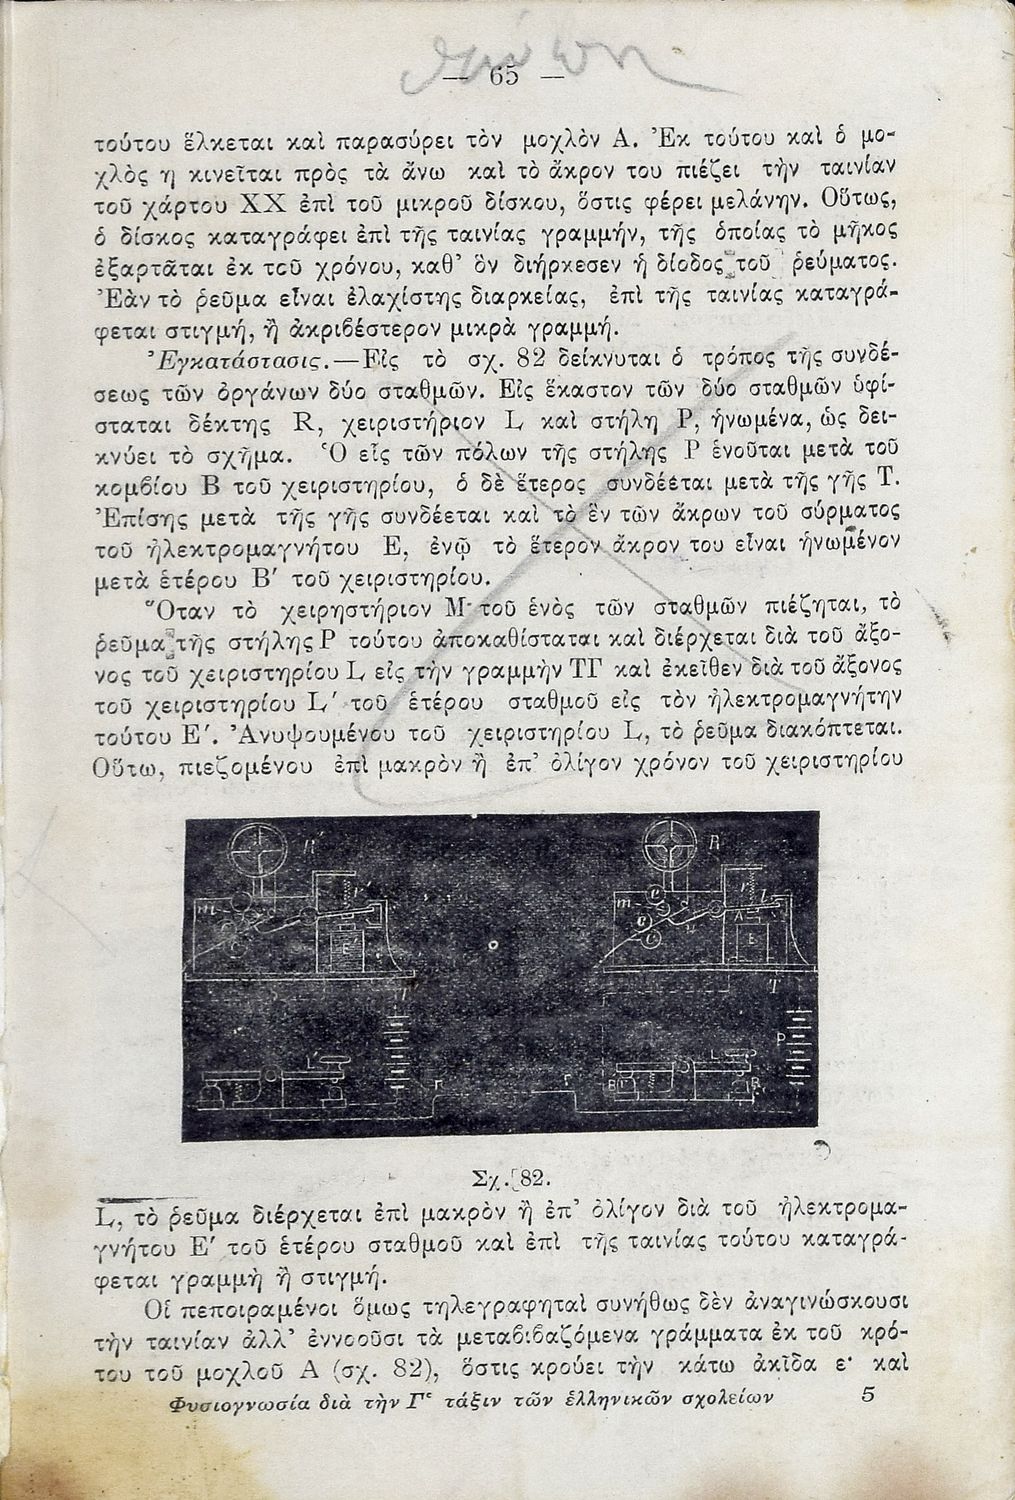 — 65 —
τούτου ἕλκεται καὶ παρασύρει τὸν μοχλὸν Α. Ἐκ τούτου καὶ ὁ μο-
χλὸς η κινεῖται πρὸς τὰ ἄνω καὶ τὸ ἄκρον του πιέζει τὴν ταινίαν
τοῦ χάρτου ΧΧ ἐπὶ τοῦ μικροῦ δίσκου, ὅστις φέρει μελάνην. Οὕτως,
ὁ δίσκος καταγράφει ἐπὶ τῆς ταινίας γραμμήν, τῆς ὁποίας τὸ μῆκος
ἐξαρτᾶται ἐκ τοῦ χρόνου, καθ’ ὃν διήρκεσεν ἡ δίοδος τοῦ ῥεύματος.
Ἐὰν τὸ ῥεῦμα εἶναι ἐλαχίστης διαρκείας, ἐπὶ τῆς ταινίας καταγρά-
φεται στιγμή, ἢ ἀκριβέστερον μικρὰ γραμμή.
Ἐγκατάστασις.—Εἰς τὸ σχ. 82 δείκνυται ὁ τρόπος τῆς συνδέ-
σεως τῶν ὀργάνων δύο σταθμῶν. Εἰς ἕκαστον τῶν δύο σταθμῶν ὑφί-
σταται δέκτης R, χειριστήριον L καὶ στήλη P, ἡνωμένα, ὡς δει-
κνύει τὸ σχῆμα. Ὁ εἷς τῶν πόλων τῆς στήλης P ἑνοῦται μετὰ τοῦ
κομβίου B τοῦ χειριστηρίου, ὁ δὲ ἕτερος συνδέεται μετὰ τῆς γῆς T.
Ἐπίσης μετὰ τῆς γῆς συνδέεται καὶ τὸ ἓν τῶν ἄκρων τοῦ σύρματος
τοῦ ἠλεκτρομαγνήτου E, ἐνῷ τὸ ἕτερον ἄκρον του εἶναι ἡνωμένον
μετὰ ἑτέρου B′ τοῦ χειριστηρίου.
Ὅταν τὸ χειρηστήριον M τοῦ ἑνὸς τῶν σταθμῶν πιέζηται, τὸ
ῥεῦμα τῆς στήλης P τούτου ἀποκαθίσταται καὶ διέρχεται διὰ τοῦ ἄξο-
νος τοῦ χειριστηρίου L εἰς τὴν γραμμὴν ΤΓ καὶ ἐκεῖθεν διὰ τοῦ ἄξονος
τοῦ χειριστηρίου L′ τοῦ ἑτέρου σταθμοῦ εἰς τὸν ἠλεκτρομαγνήτην
τούτου E′. Ἀνυψουμένου τοῦ χειριστηρίου L, τὸ ῥεῦμα διακόπτεται.
Οὕτω, πιεζομένου ἐπὶ μακρὸν ἢ ἐπ’ ὀλίγον χρόνον τοῦ χειριστηρίου
R′ R
r′ r l
m m e
A
E′ E
T′ T
P
L′ L
Γ Γ B′ B
Σχ. 82.
L, τὸ ῥεῦμα διέρχεται ἐπὶ μακρὸν ἢ ἐπ’ ὀλίγον διὰ τοῦ ἠλεκτρομα-
γνήτου E′ τοῦ ἑτέρου σταθμοῦ καὶ ἐπὶ τῆς ταινίας τούτου καταγρά-
φεται γραμμὴ ἢ στιγμή.
Οἱ πεποιραμένοι ὅμως τηλεγραφηταὶ συνήθως δὲν ἀναγινώσκουσι
τὴν ταινίαν ἀλλ’ ἐννοοῦσι τὰ μεταβιβαζόμενα γράμματα ἐκ τοῦ κρό-
του τοῦ μοχλοῦ A (σχ. 82), ὅστις κρούει τὴν κάτω ἀκῖδα ε· καὶ
Φυσιογνωσία διὰ τὴν Γ<sup>ε</sup> τάξιν τῶν ἑλληνικῶν σχολείων 5